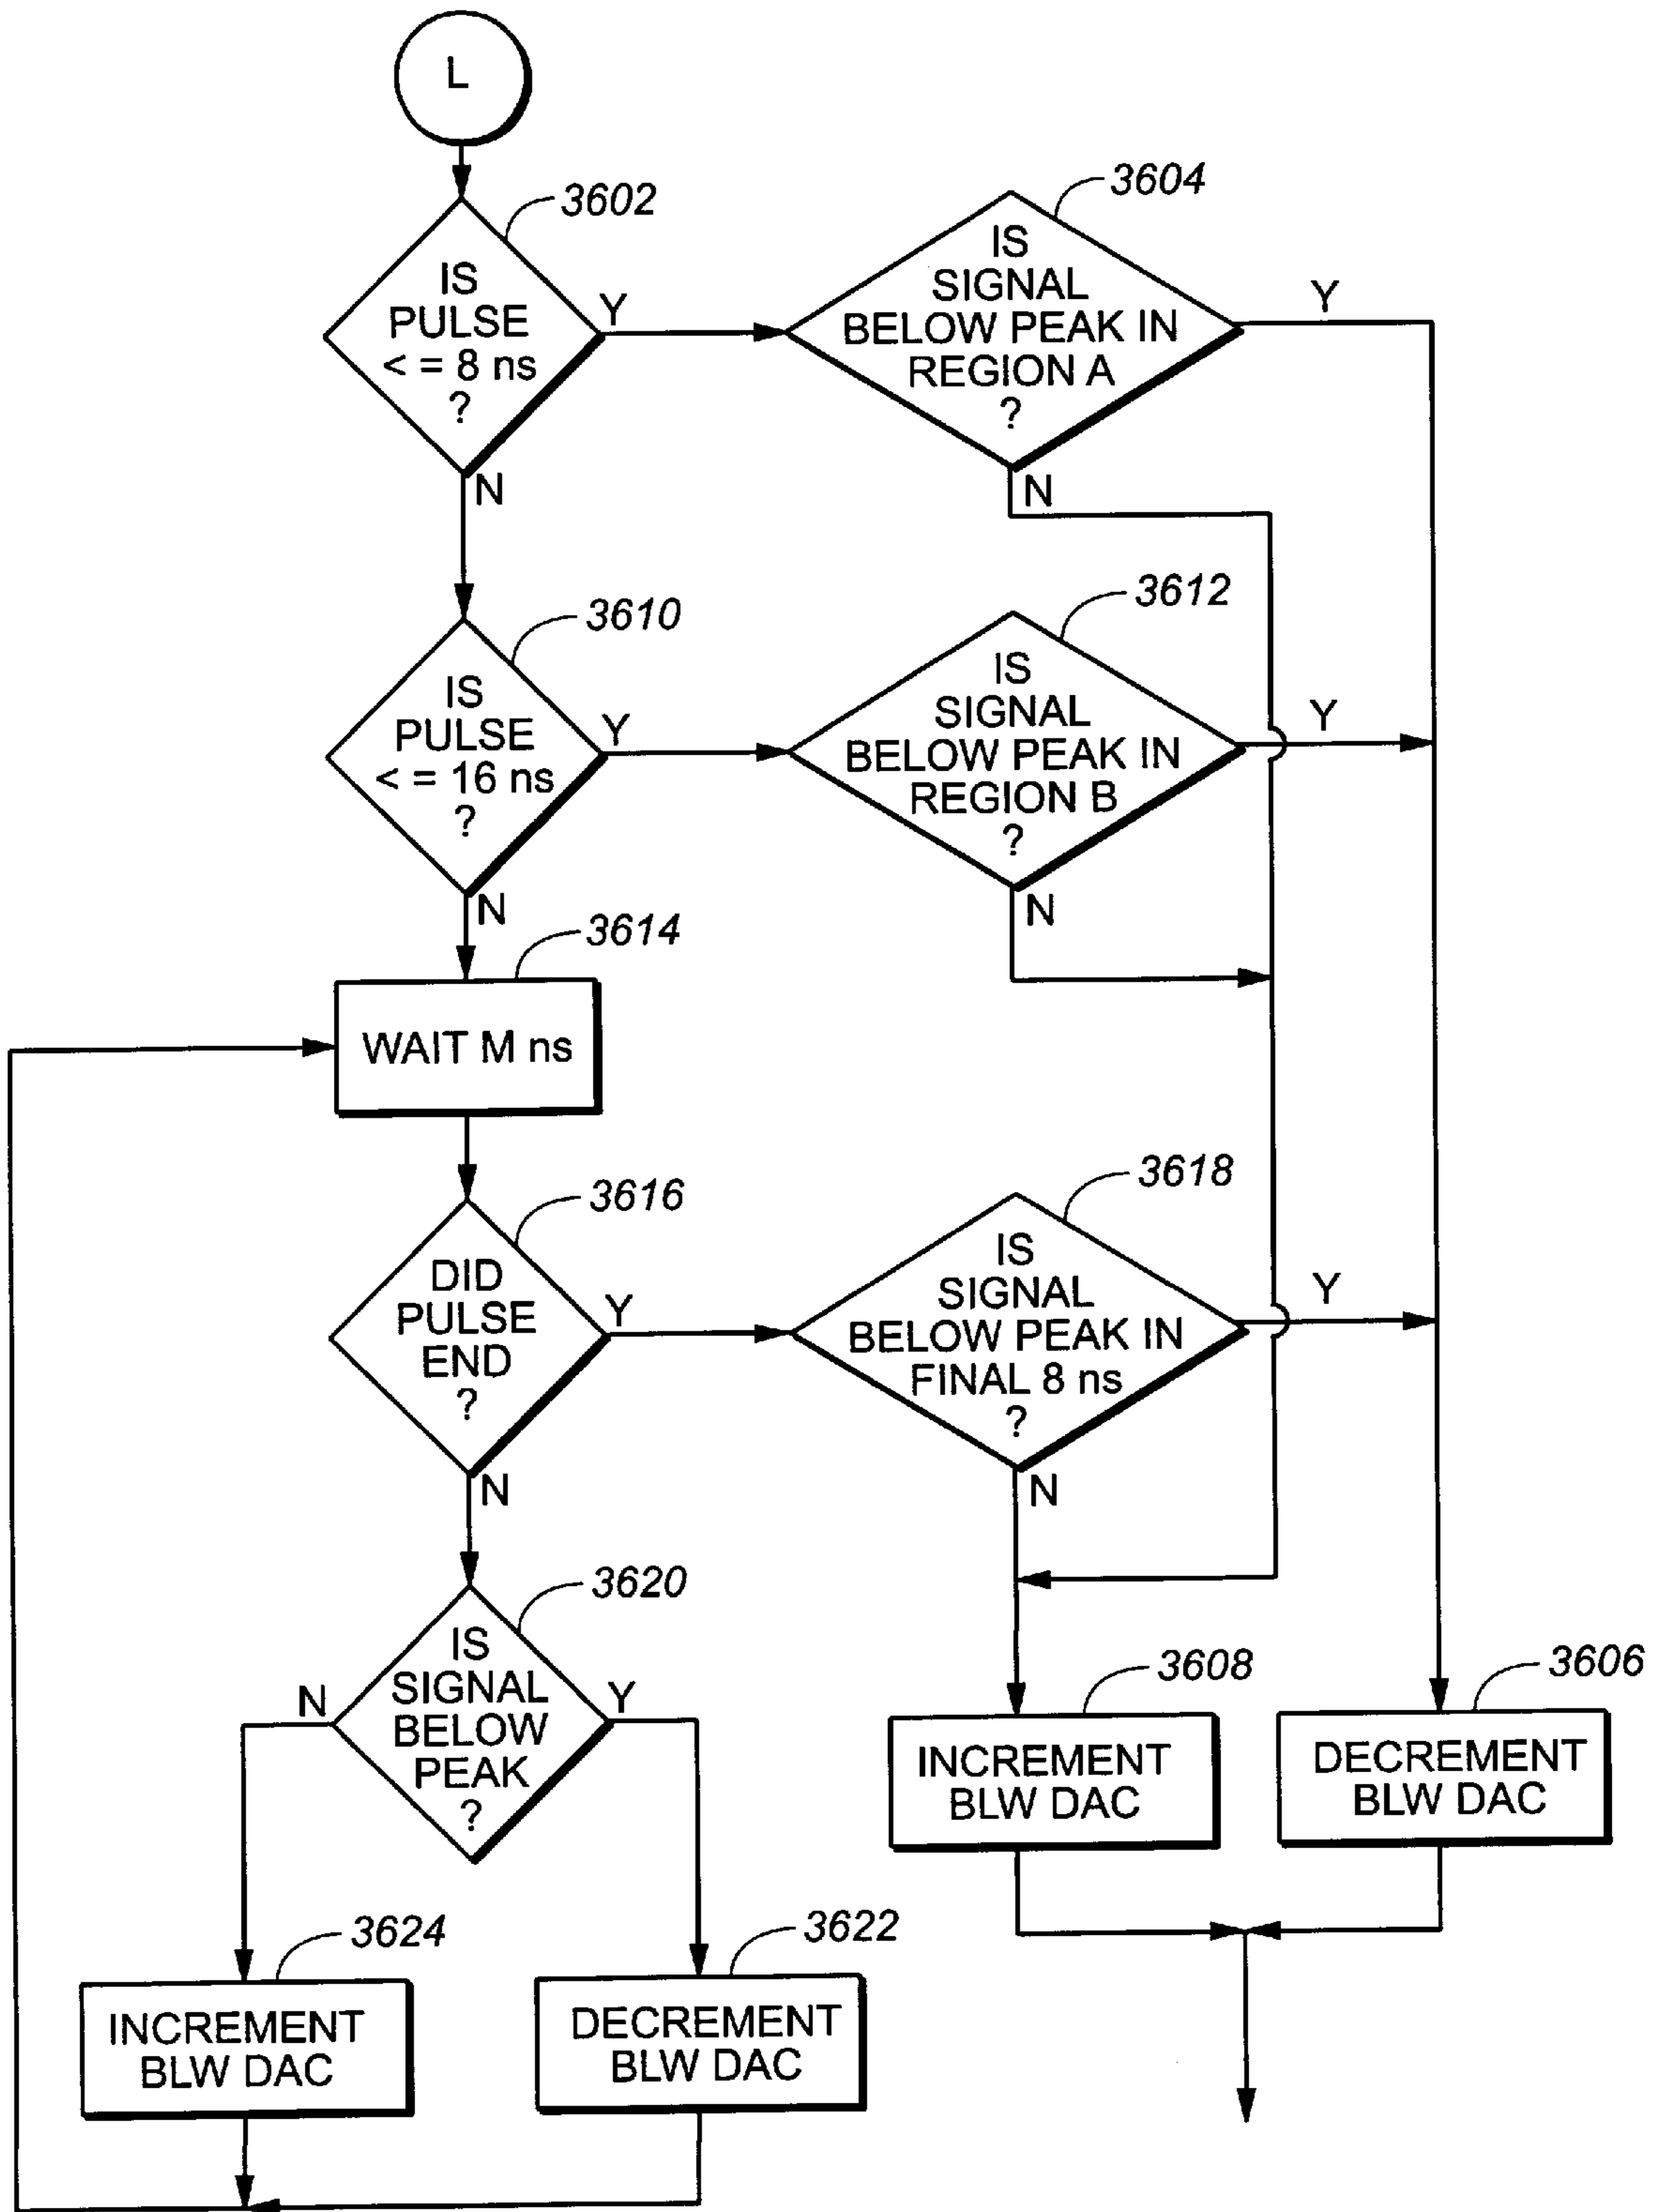 L
3602
IS
PULSE
< = 8 ns
?
Y
N
3604
IS
SIGNAL
BELOW PEAK IN
REGION A
?
Y
N
3610
IS
PULSE
< = 16 ns
?
Y
N
3612
IS
SIGNAL
BELOW PEAK IN
REGION B
?
Y
N
3614
WAIT M ns
3616
DID
PULSE
END
?
Y
N
3618
IS
SIGNAL
BELOW PEAK IN
FINAL 8 ns
?
Y
N
3620
IS
SIGNAL
BELOW
PEAK
?
N
Y
3608
INCREMENT
BLW DAC
3606
DECREMENT
BLW DAC
3624
INCREMENT
BLW DAC
3622
DECREMENT
BLW DAC